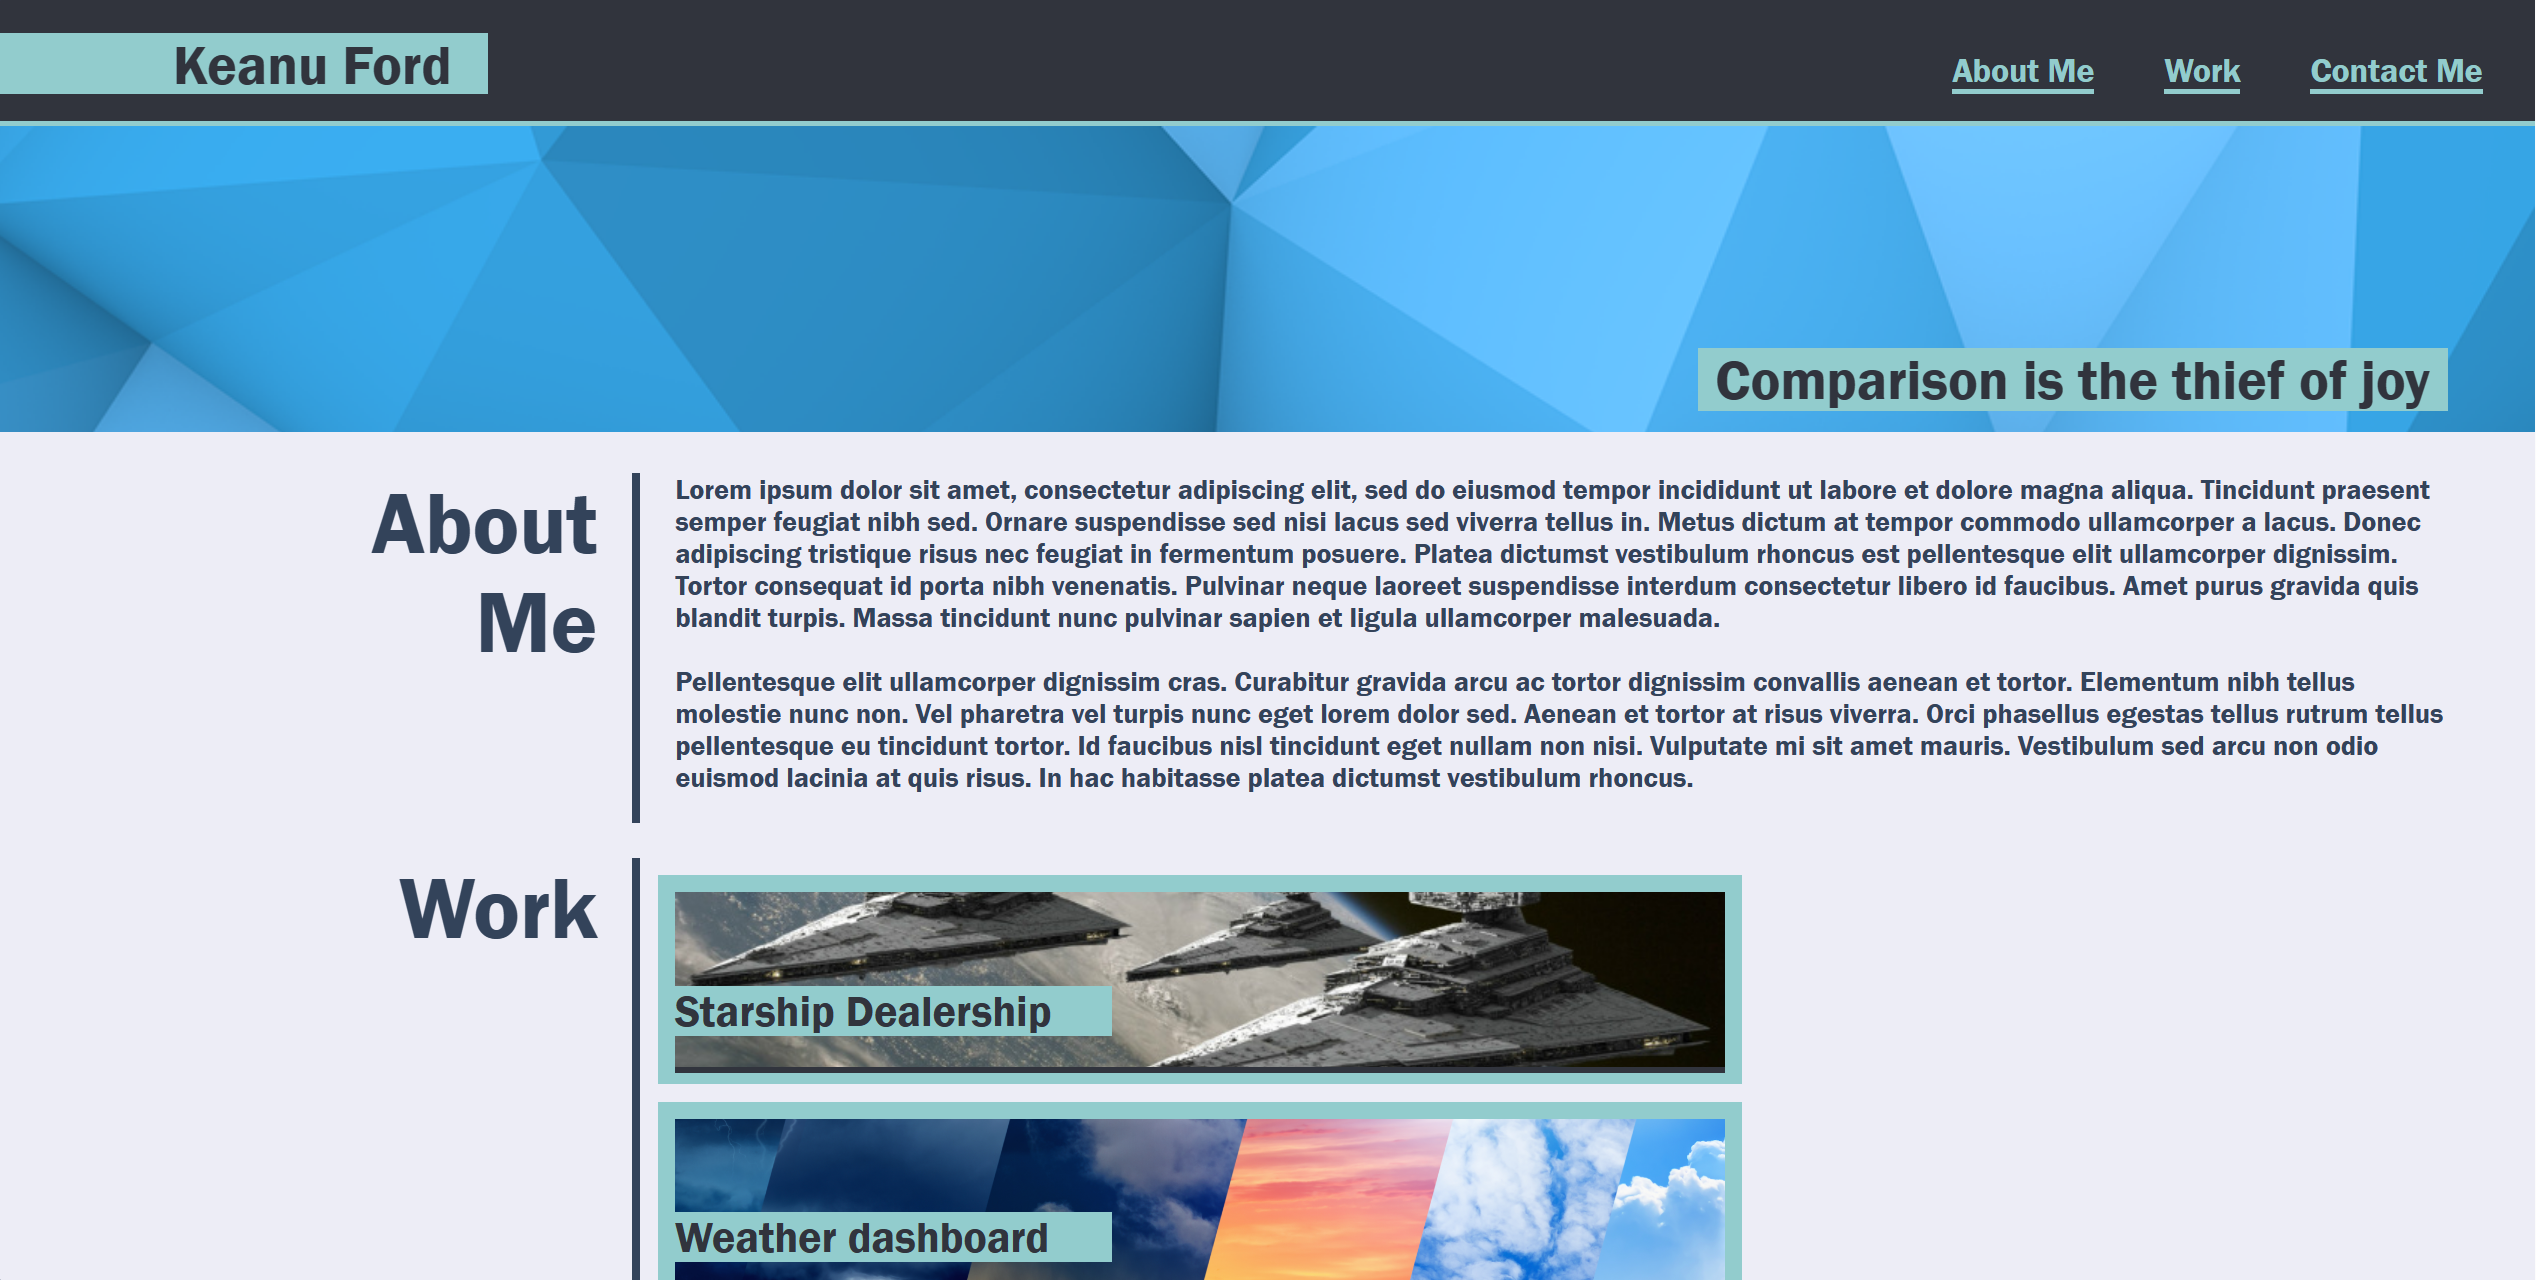 Keanu Ford
About Me
Work
Contact Me
Comparison is the thief of joy
About
Me
Lorem ipsum dolor sit amet, consectetur adipiscing elit, sed do eiusmod tempor incididunt ut labore et dolore magna aliqua. Tincidunt praesent
semper feugiat nibh sed. Ornare suspendisse sed nisi lacus sed viverra tellus in. Metus dictum at tempor commodo ullamcorper a lacus. Donec
adipiscing tristique risus nec feugiat in fermentum posuere. Platea dictumst vestibulum rhoncus est pellentesque elit ullamcorper dignissim.
Tortor consequat id porta nibh venenatis. Pulvinar neque laoreet suspendisse interdum consectetur libero id faucibus. Amet purus gravida quis
blandit turpis. Massa tincidunt nunc pulvinar sapien et ligula ullamcorper malesuada.
Pellentesque elit ullamcorper dignissim cras. Curabitur gravida arcu ac tortor dignissim convallis aenean et tortor. Elementum nibh tellus
molestie nunc non. Vel pharetra vel turpis nunc eget lorem dolor sed. Aenean et tortor at risus viverra. Orci phasellus egestas tellus rutrum tellus
pellentesque eu tincidunt tortor. Id faucibus nisl tincidunt eget nullam non nisi. Vulputate mi sit amet mauris. Vestibulum sed arcu non odio
euismod lacinia at quis risus. In hac habitasse platea dictumst vestibulum rhoncus.
Work
Starship Dealership
Weather dashboard